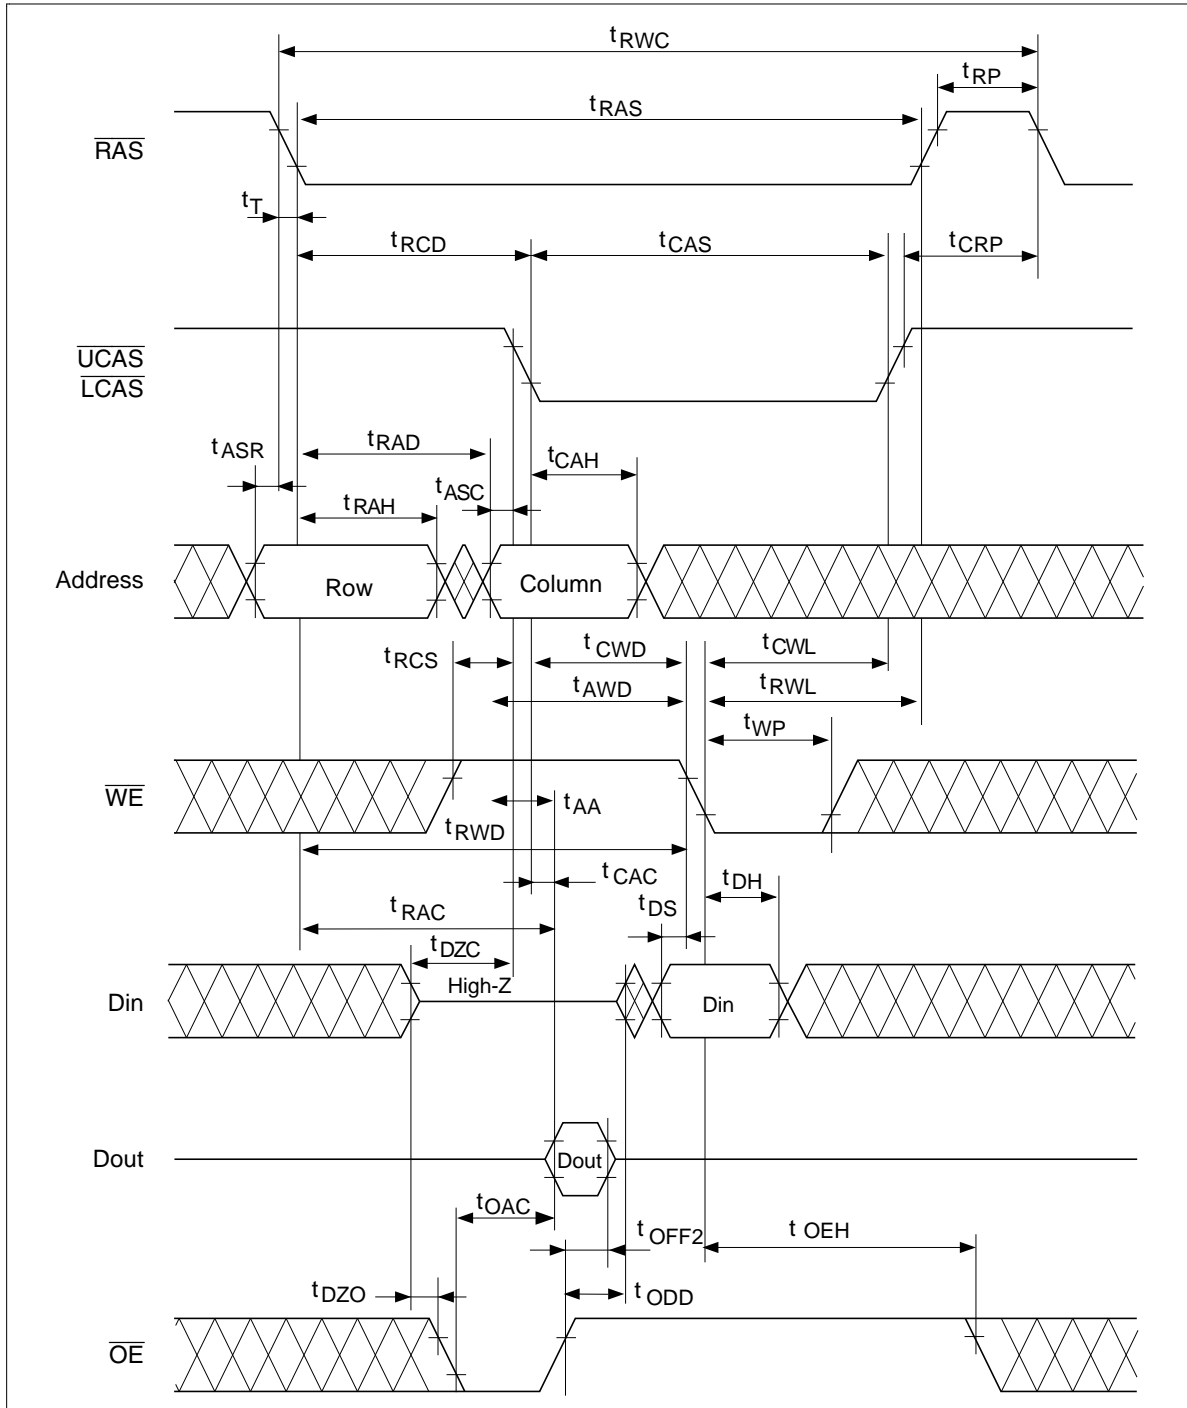 tRWC
tRP
tRAS
RAS
tT
tRCD
tCAS
tCRP
UCAS
LCAS
tASR
tRAD
tCAH
tASC
tRAH
Address
Row
Column
tRCS
tCWD
tCWL
tAWD
tRWL
tWP
WE
tAA
tRWD
tCAC
tDH
tRAC
tDS
tDZC
High-Z
Din
Din
Dout
Dout
tOAC
tOFF2
tOEH
tDZO
tODD
OE